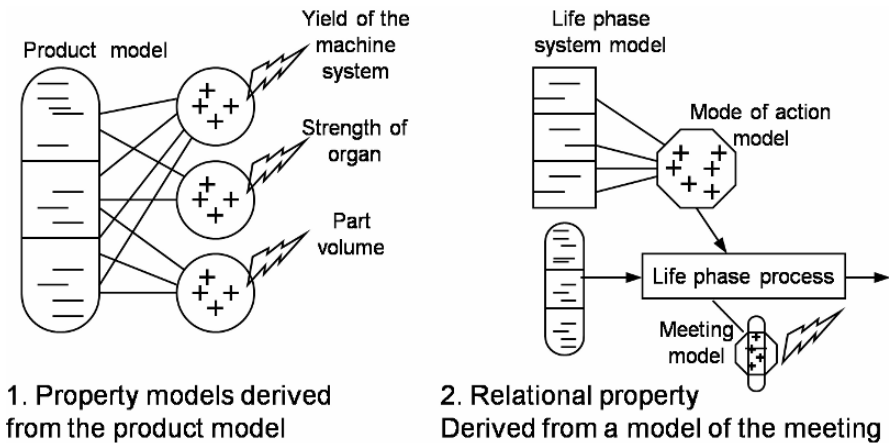 Product model
Yield of the
machine
system
Strength of
organ
Part
volume
1. Property models derived
from the product model
Life phase
system model
Mode of action
model
Life phase process
Meeting
model
2. Relational property
Derived from a model of the meeting